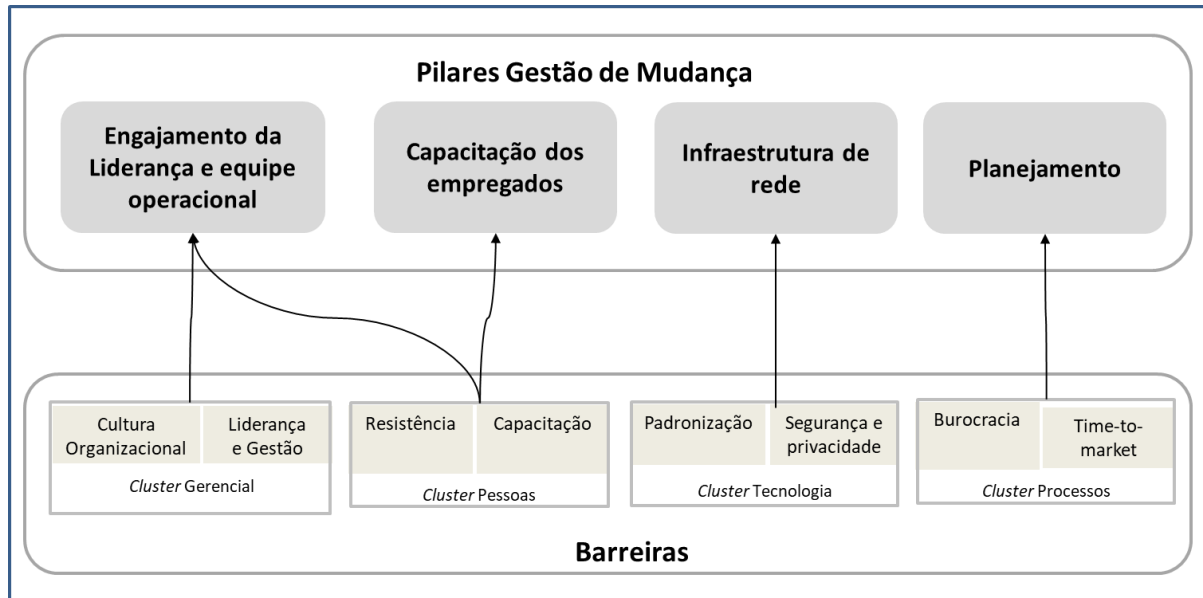 Pilares Gestão de Mudança
Engajamento da
Liderança e equipe
operacional
Capacitação dos
empregados
Infraestrutura de
rede
Planejamento
Cultura
Organizacional
Liderança
e Gestão
Cluster Gerencial
Resistência
Capacitação
Cluster Pessoas
Padronização
Segurança e
privacidade
Cluster Tecnologia
Burocracia
Time-to-
market
Cluster Processos
Barreiras